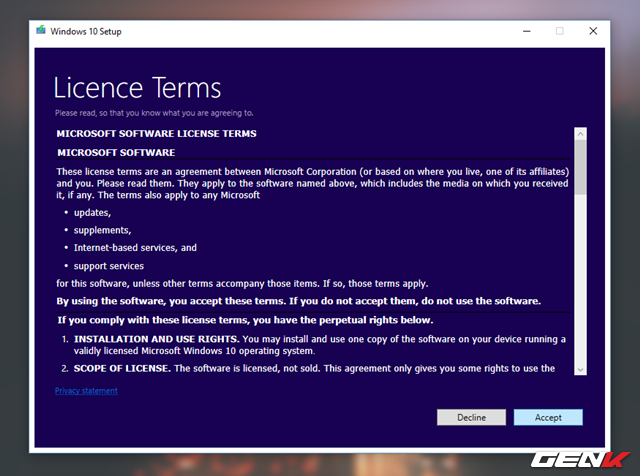 Windows 10 Setup
Licence Terms
Please read, so that you know what you are agreeing to.
MICROSOFT SOFTWARE LICENSE TERMS
MICROSOFT SOFTWARE
These license terms are an agreement between Microsoft Corporation (or based on where you live, one of its affiliates)
and you. Please read them. They apply to the software named above, which includes the media on which you received
it, if any. The terms also apply to any Microsoft
• updates,
• supplements,
• Internet-based services, and
• support services
for this software, unless other terms accompany those items. If so, those terms apply.
By using the software, you accept these terms. If you do not accept them, do not use the software.
If you comply with these license terms, you have the perpetual rights below.
1. INSTALLATION AND USE RIGHTS. You may install and use one copy of the software on your device running a
validly licensed Microsoft Windows 10 operating system.
2. SCOPE OF LICENSE. The software is licensed, not sold. This agreement only gives you some rights to use the
Privacy statement
Decline
Accept
GENK